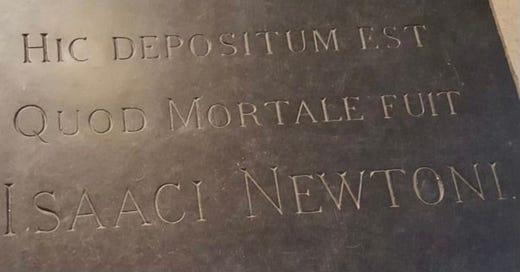 HIC DEPOSITUM EST
QUOD MORTALE FUIT
ISAACI NEWTONI.